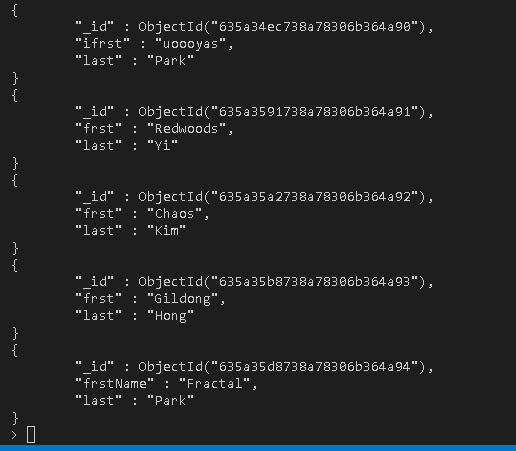 {
"_id" : ObjectId("635a34ec738a78306b364a90"),
"ifrst" : "uoooyas",
"last" : "Park"
}
{
"_id" : ObjectId("635a3591738a78306b364a91"),
"frst" : "Redwoods",
"last" : "Yi"
}
{
"_id" : ObjectId("635a35a2738a78306b364a92"),
"frst" : "Chaos",
"last" : "Kim"
}
{
"_id" : ObjectId("635a35b8738a78306b364a93"),
"frst" : "Gildong",
"last" : "Hong"
}
{
"_id" : ObjectId("635a35d8738a78306b364a94"),
"frstName" : "Fractal",
"last" : "Park"
}
>